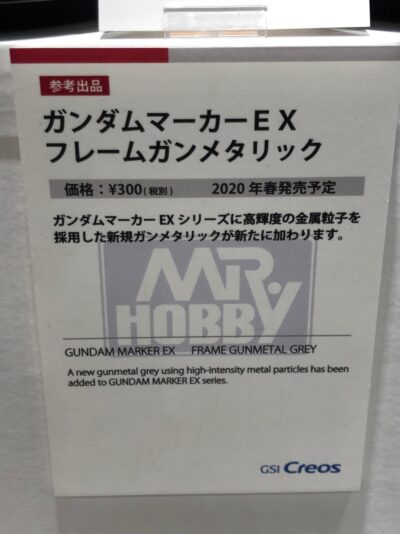 参考出品
ガンダムマーカーEX
フレームガンメタリック
価格：¥300(税別) 2020年春発売予定
ガンダムマーカーEXシリーズに高輝度の金属粒子を
採用した新規ガンメタリックが新たに加わります。
MR.
HOBBY
GUNDAM MARKER EX FRAME GUNMETAL GREY
A new gunmetal grey using high-intensity metal particles has been
added to GUNDAM MARKER EX series.
GSI Creos